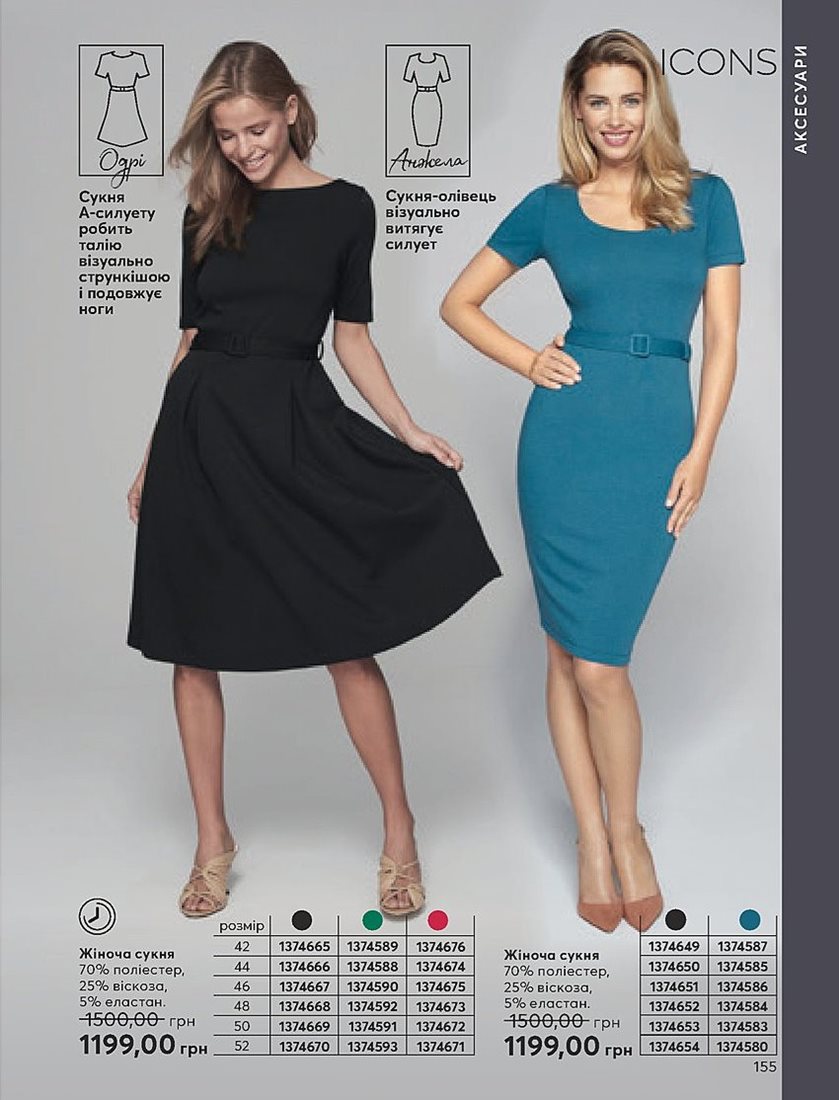 ICONS
АКСЕСУАРИ
Одрі
Сукня
А-силуету
робить
талію
візуально
стрункішою
і подовжує
ноги
Анжела
Сукня-олівець
візуально
витягує
силует
Жіноча сукня
70% поліестер,
25% віскоза,
5% еластан.
1500,00 грн
1199,00 грн
розмір
42 1374665 1374589 1374676
44 1374666 1374588 1374674
46 1374667 1374590 1374675
48 1374668 1374592 1374673
50 1374669 1374591 1374672
52 1374670 1374593 1374671
Жіноча сукня
70% поліестер,
25% віскоза,
5% еластан.
1500,00 грн
1199,00 грн
1374649 1374587
1374650 1374585
1374651 1374586
1374652 1374584
1374653 1374583
1374654 1374580
155